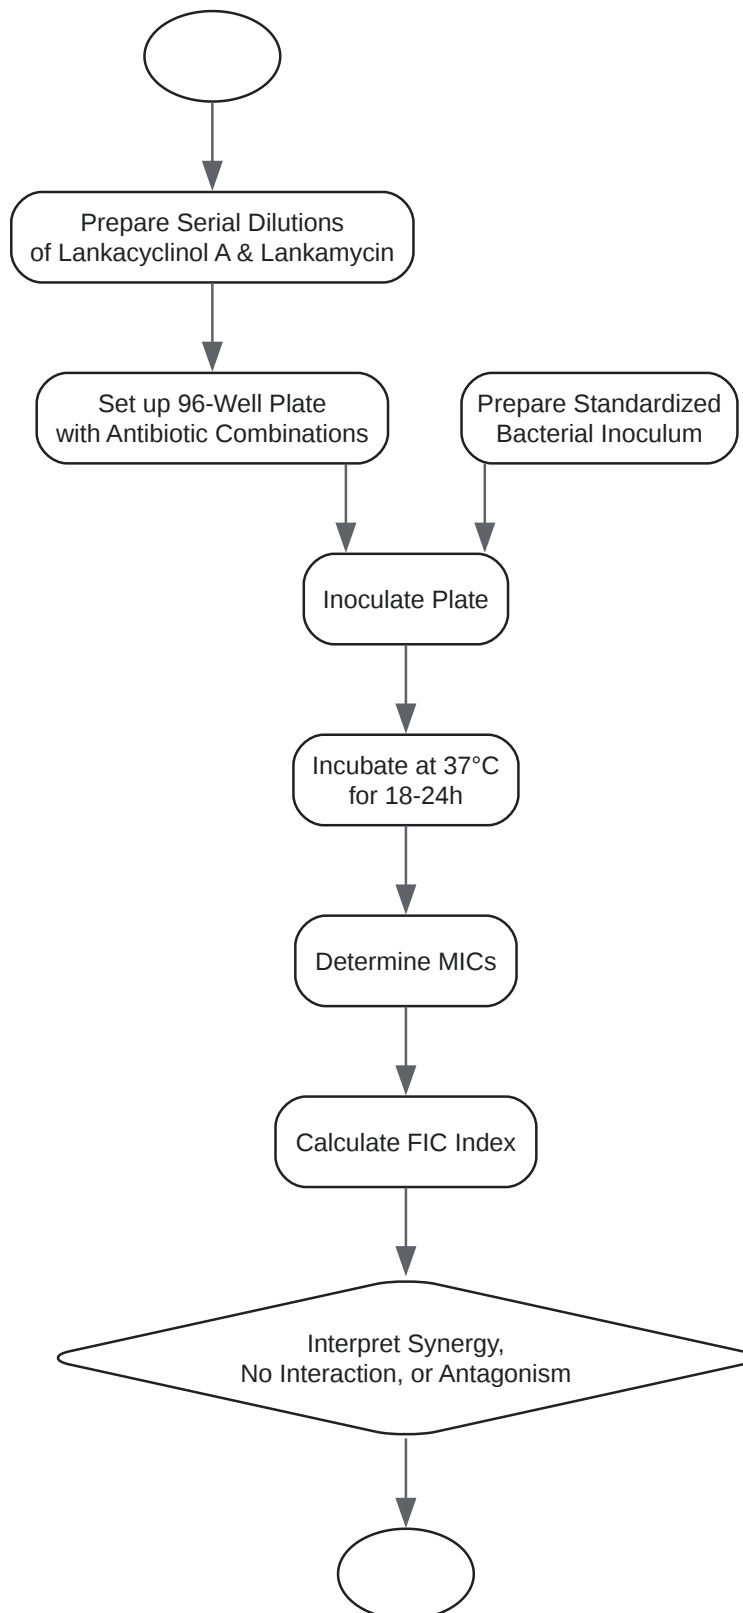 Prepare Serial Dilutions
of Lankacyclinol A & Lankamycin
Set up 96-Well Plate
with Antibiotic Combinations
Prepare Standardized
Bacterial Inoculum
Inoculate Plate
Incubate at 37°C
for 18-24h
Determine MICs
Calculate FIC Index
Interpret Synergy,
No Interaction, or Antagonism